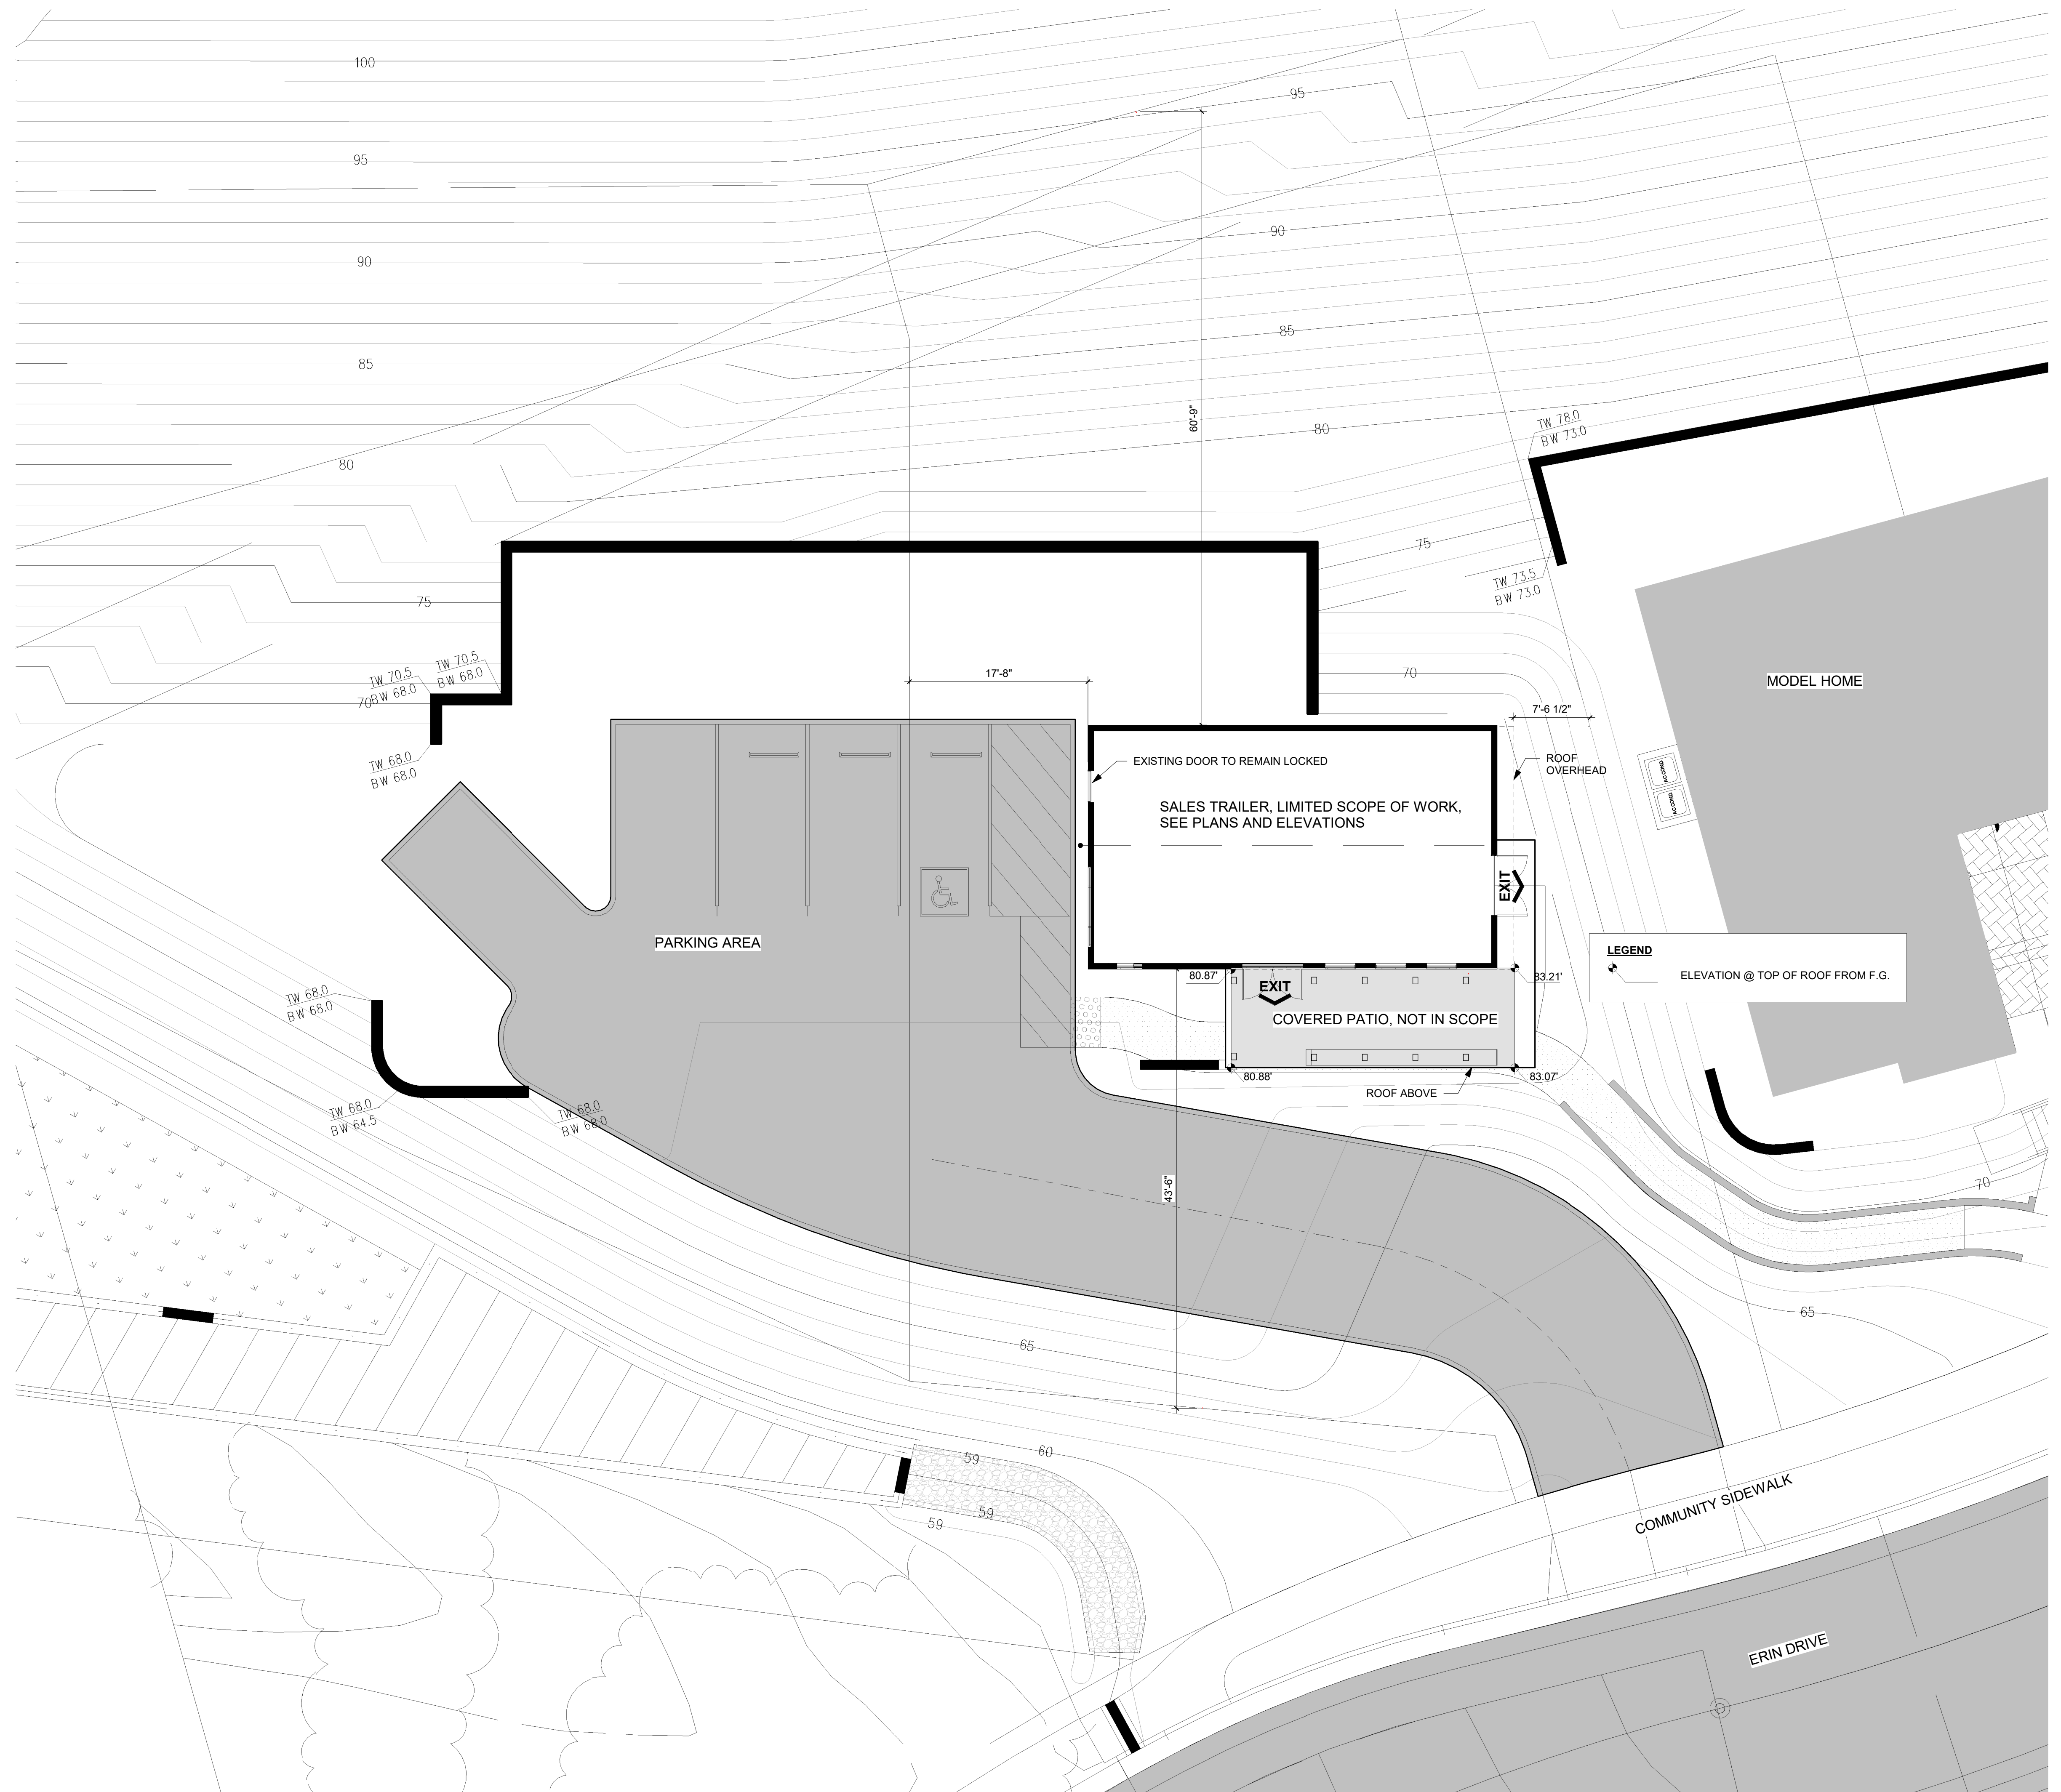 100
95
95
90
90
85
85
80
80
60'-9"
TW 78.0
BW 73.0
75
75
TW 73.5
BW 73.0
TW 70.5
BW 68.0
TW 70.5
BW 68.0
70
70
17'-8"
MODEL HOME
7'-6 1/2"
TW 68.0
BW 68.0
EXISTING DOOR TO REMAIN LOCKED
ROOF
OVERHEAD
AC COND
AC COND
SALES TRAILER, LIMITED SCOPE OF WORK,
SEE PLANS AND ELEVATIONS
EXIT
PARKING AREA
LEGEND
ELEVATION @ TOP OF ROOF FROM F.G.
80.87'
83.21'
EXIT
COVERED PATIO, NOT IN SCOPE
TW 68.0
BW 68.0
80.88'
83.07'
ROOF ABOVE
TW 68.0
BW 64.5
TW 68.0
BW 68.0
43'-6"
70
65
65
60
59
59
59
COMMUNITY SIDEWALK
ERIN DRIVE